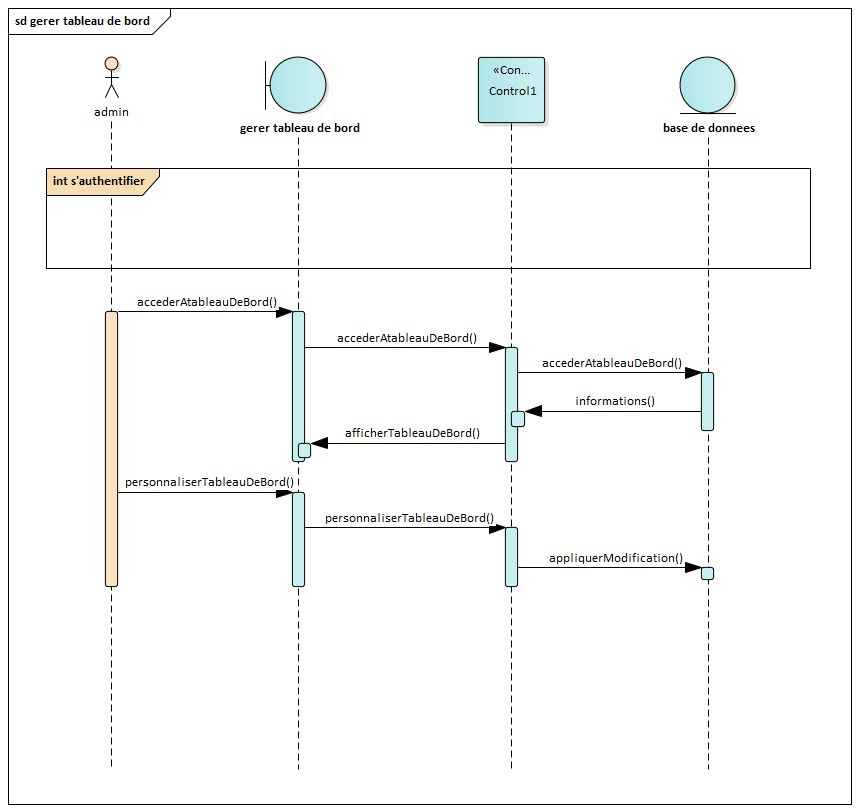 sd gerer tableau de bord
admin
gerer tableau de bord
«Con...
Control1
base de donnees
int s'authentifier
accederAtableauDeBord()
accederAtableauDeBord()
accederAtableauDeBord()
informations()
afficherTableauDeBord()
personnaliserTableauDeBord()
personnaliserTableauDeBord()
appliquerModification()